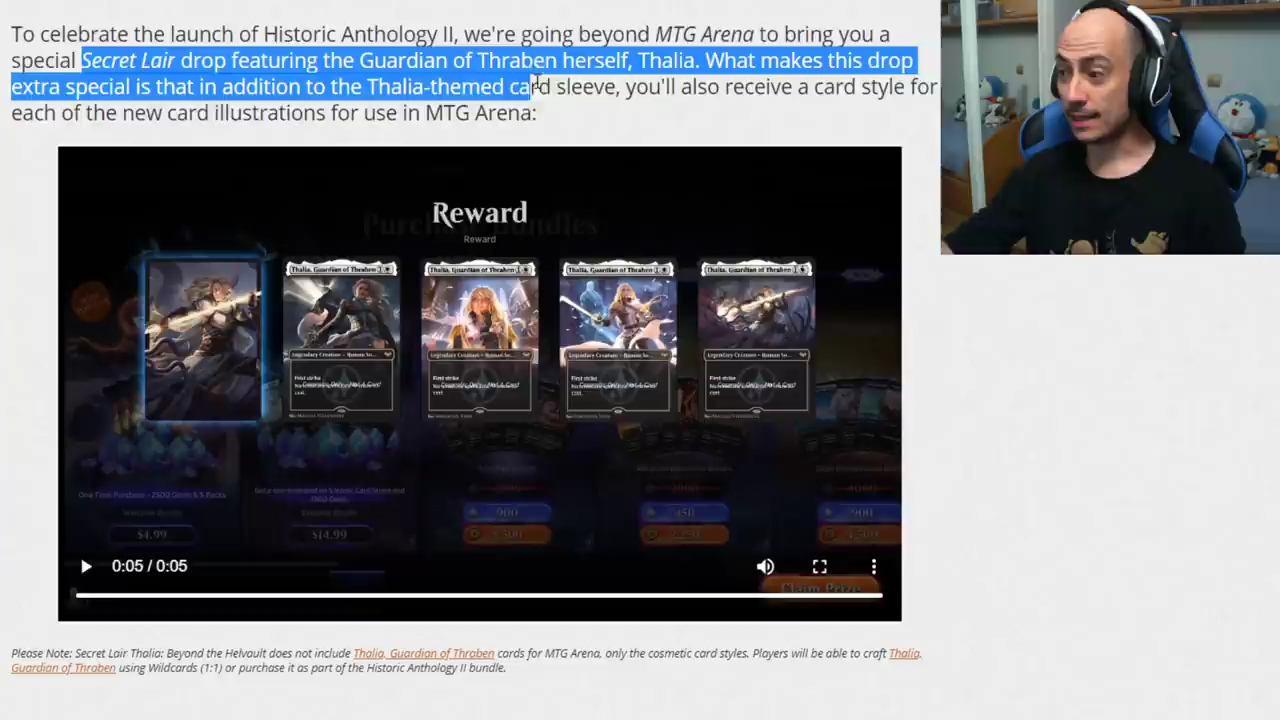 To celebrate the launch of Historic Anthology II, we're going beyond MTG Arena to bring you a
special Secret Lair drop featuring the Guardian of Thraben herself, Thalia. What makes this drop
extra special is that in addition to the Thalia-themed card sleeve, you'll also receive a card style for
each of the new card illustrations for use in MTG Arena:
Reward
Reward
Thalia, Guardian of Thraben
Thalia, Guardian of Thraben
Thalia, Guardian of Thraben
Thalia, Guardian of Thraben
Legendary Creature – Human So...
Legendary Creature – Human So...
Legendary Creature – Human So...
Legendary Creature – Human So...
First strike
First strike
First strike
First strike
$4.99
$14.99
900
0:05 / 0:05
Claim Prize
Please Note: Secret Lair Thalia: Beyond the Helvault does not include Thalia, Guardian of Thraben cards for MTG Arena, only the cosmetic card styles. Players will be able to craft Thalia,
Guardian of Thraben using Wildcards (1:1) or purchase it as part of the Historic Anthology II bundle.